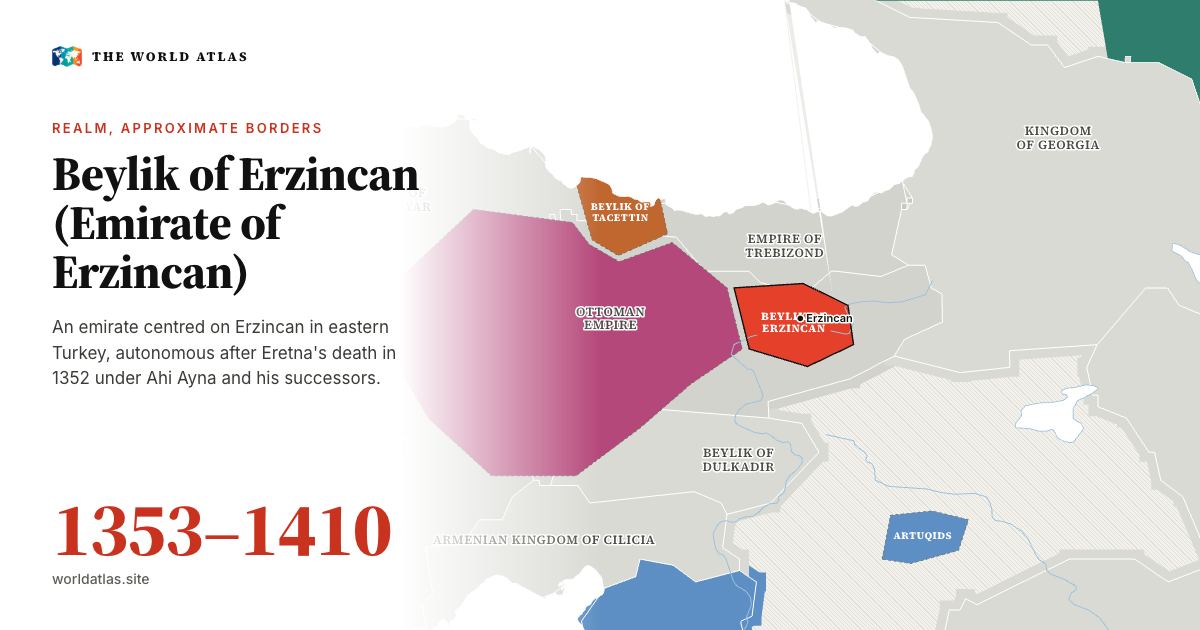 THE WORLD ATLAS
REALM, APPROXIMATE BORDERS
Beylik of Erzincan
(Emirate of
Erzincan)
An emirate centred on Erzincan in eastern
Turkey, autonomous after Eretna's death in
1352 under Ahi Ayna and his successors.
1353–1410
worldatlas.site
KINGDOM
OF GEORGIA
BEYLIK OF
TACETTIN
EMPIRE OF
TREBIZOND
OTTOMAN
EMPIRE
Erzincan
ERZINCAN
BEYLIK OF
DULKADIR
ARTUQIDS
ARMENIAN KINGDOM OF CILICIA